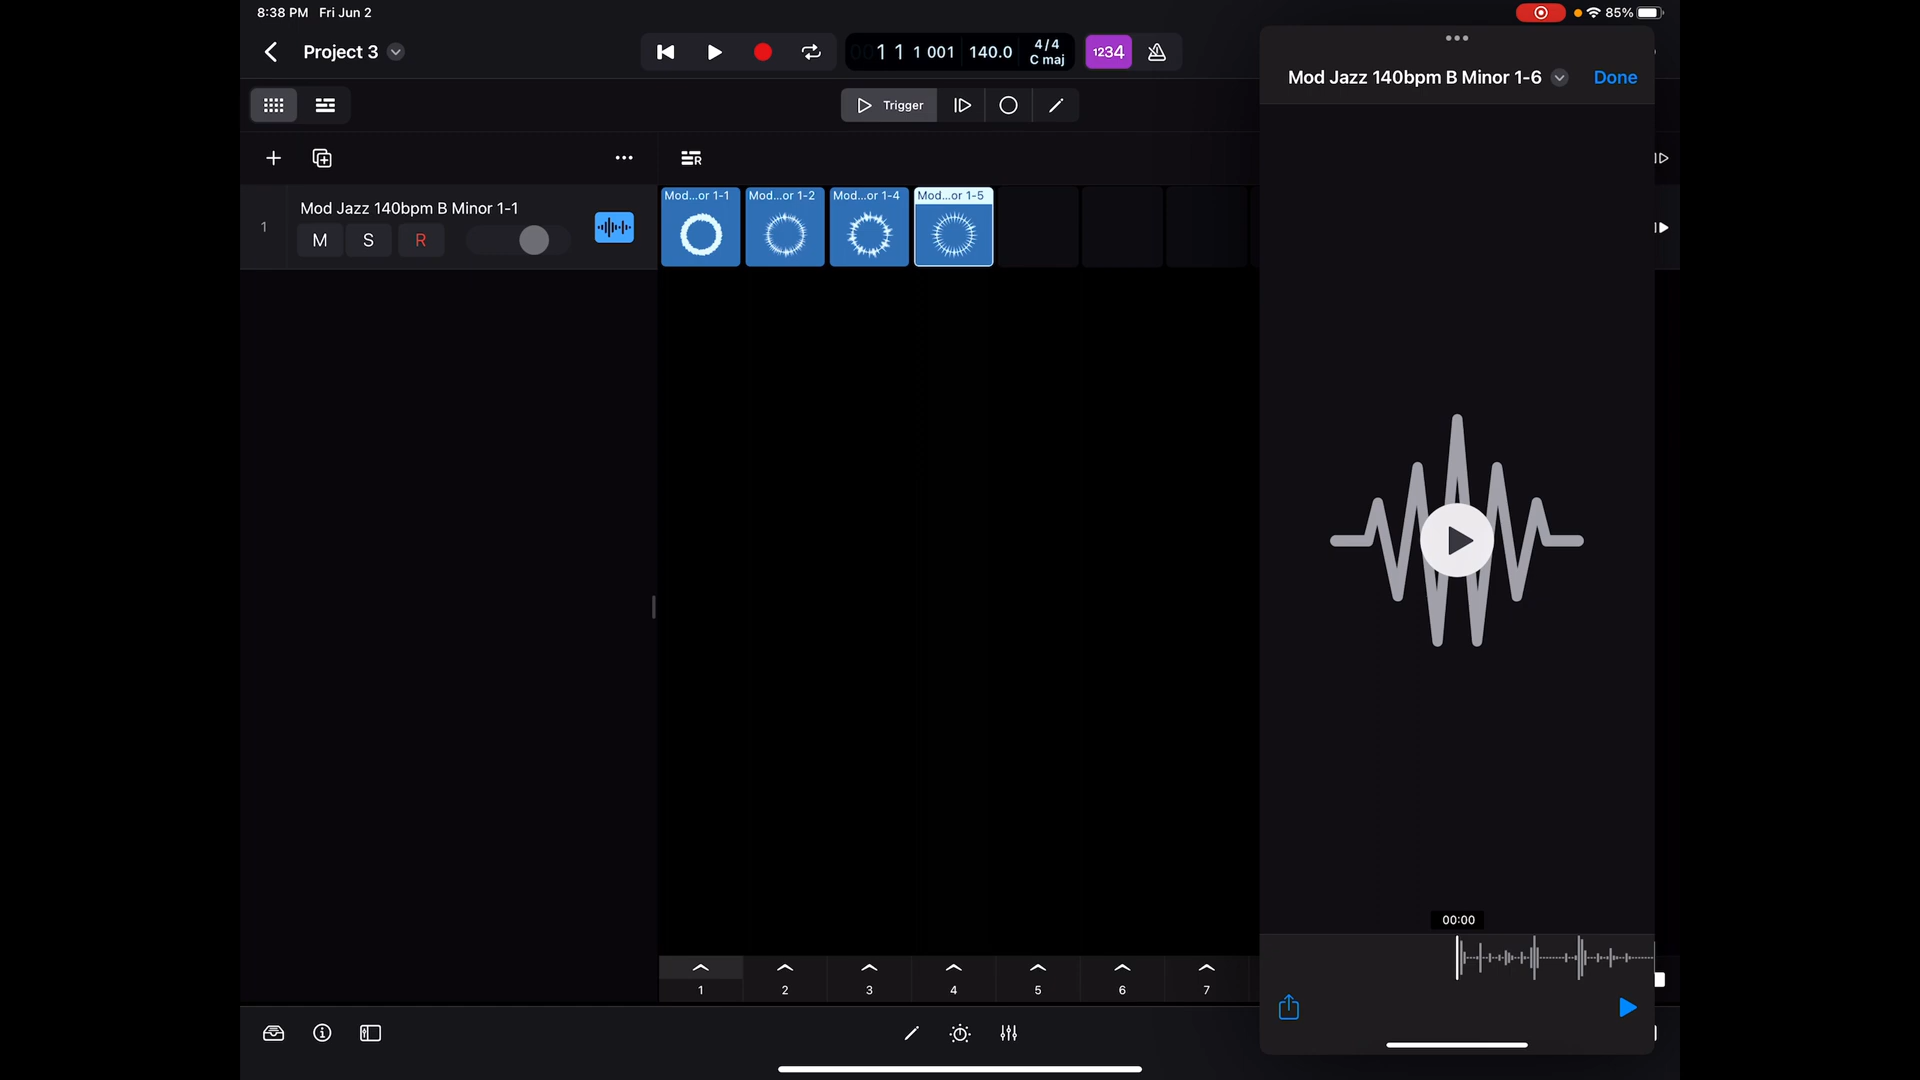 8:38 PM Fri Jun 2
85%
Project 3
1 1 1 001
140.0
4/4
C maj
1234
Mod Jazz 140bpm B Minor 1-6
Done
Trigger
R
1
Mod Jazz 140bpm B Minor 1-1
M
S
R
Mod...or 1-1
Mod...or 1-2
Mod...or 1-4
Mod...or 1-5
00:00
1
2
3
4
5
6
7